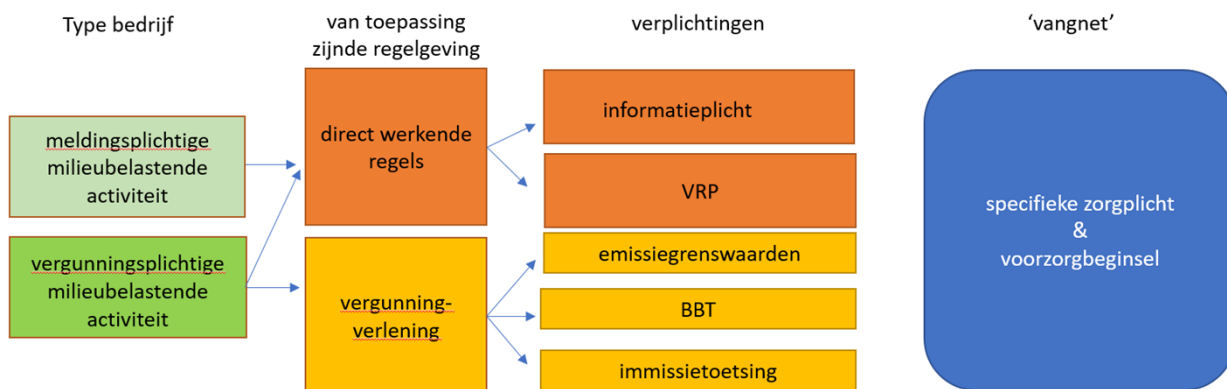 Type bedrijf
van toepassing
zijnde regelgeving
verplichtingen
‘vangnet’
meldingsplichtige
milieubelastende
activiteit
vergunningsplichtige
milieubelastende
activiteit
direct werkende
regels
vergunning-
verlening
informatieplicht
VRP
emissiegrenswaarden
BBT
immissietoetsing
specifieke zorgplicht
&
voorzorgbeginsel